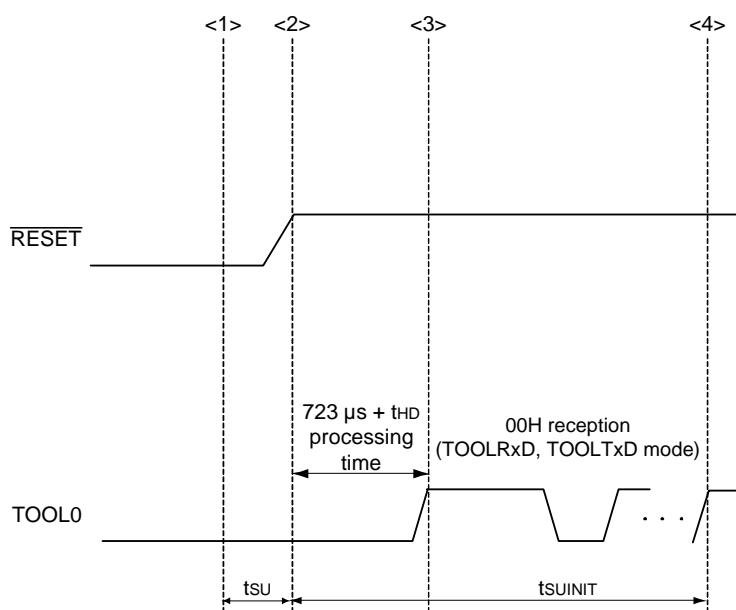 <1> <2> <3> <4>
RESET
723 µs + tHD
processing
time
00H reception
(TOOLRxD, TOOLTxD mode)
TOOL0
. . .
tSU
tSUINIT